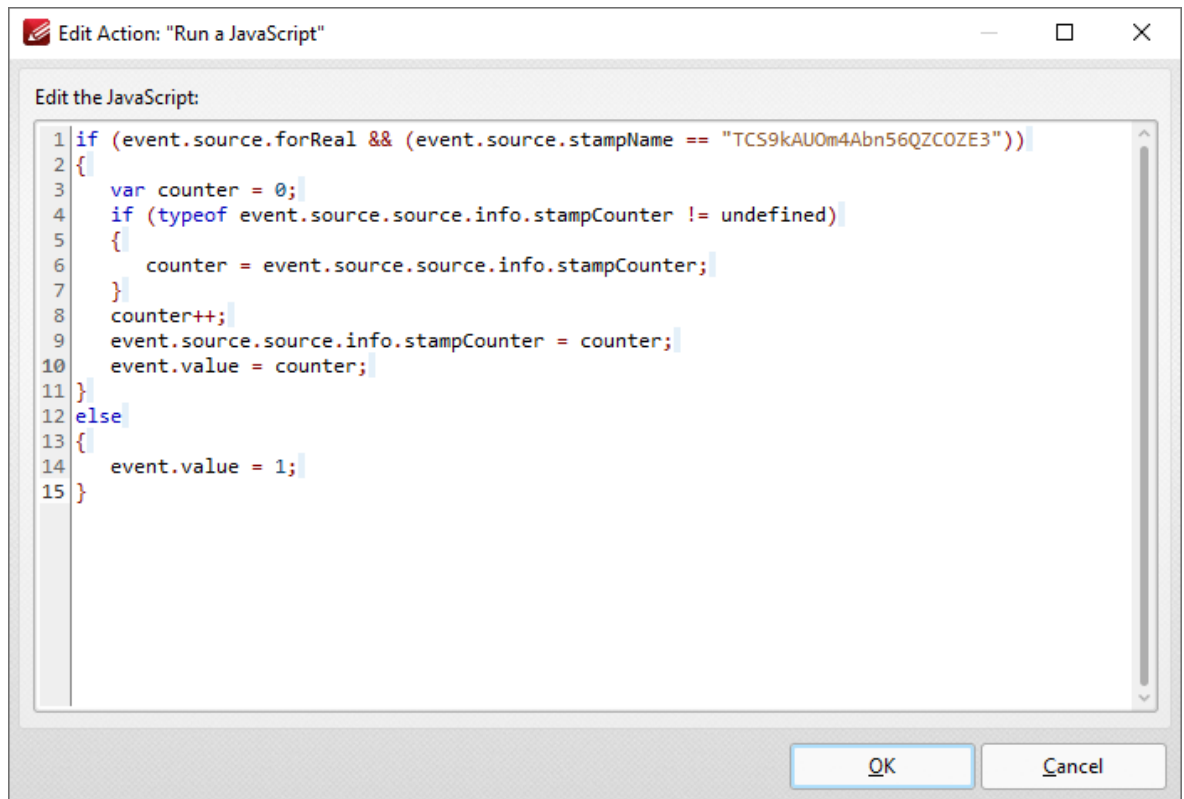 Edit Action: "Run a JavaScript"
Edit the JavaScript:
1 if (event.source.forReal && (event.source.stampName == "TCS9kAUOm4Abn56QZCOZE3"))
2 {
3 var counter = 0;
4 if (typeof event.source.source.info.stampCounter != undefined)
5 {
6 counter = event.source.source.info.stampCounter;
7 }
8 counter++;
9 event.source.source.info.stampCounter = counter;
10 event.value = counter;
11 }
12 else
13 {
14 event.value = 1;
15 }
OK Cancel